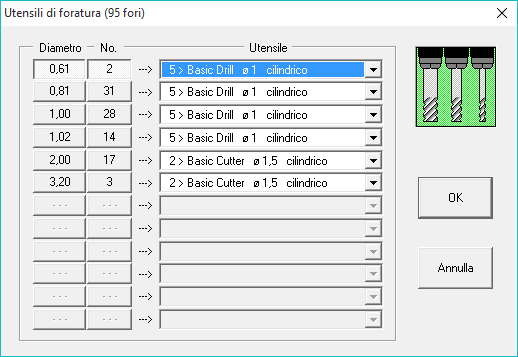 Utensili di foratura (95 fori)
Diametro No. Utensile
0,61 2 ---> 5 > Basic Drill ø 1 cilindrico
0,81 31 ---> 5 > Basic Drill ø 1 cilindrico
1,00 28 ---> 5 > Basic Drill ø 1 cilindrico
1,02 14 ---> 5 > Basic Drill ø 1 cilindrico
2,00 17 ---> 2 > Basic Cutter ø 1,5 cilindrico
3,20 3 ---> 2 > Basic Cutter ø 1,5 cilindrico
--- --- --->
--- --- --->
--- --- --->
--- --- --->
--- --- --->
--- --- --->
OK
Annulla